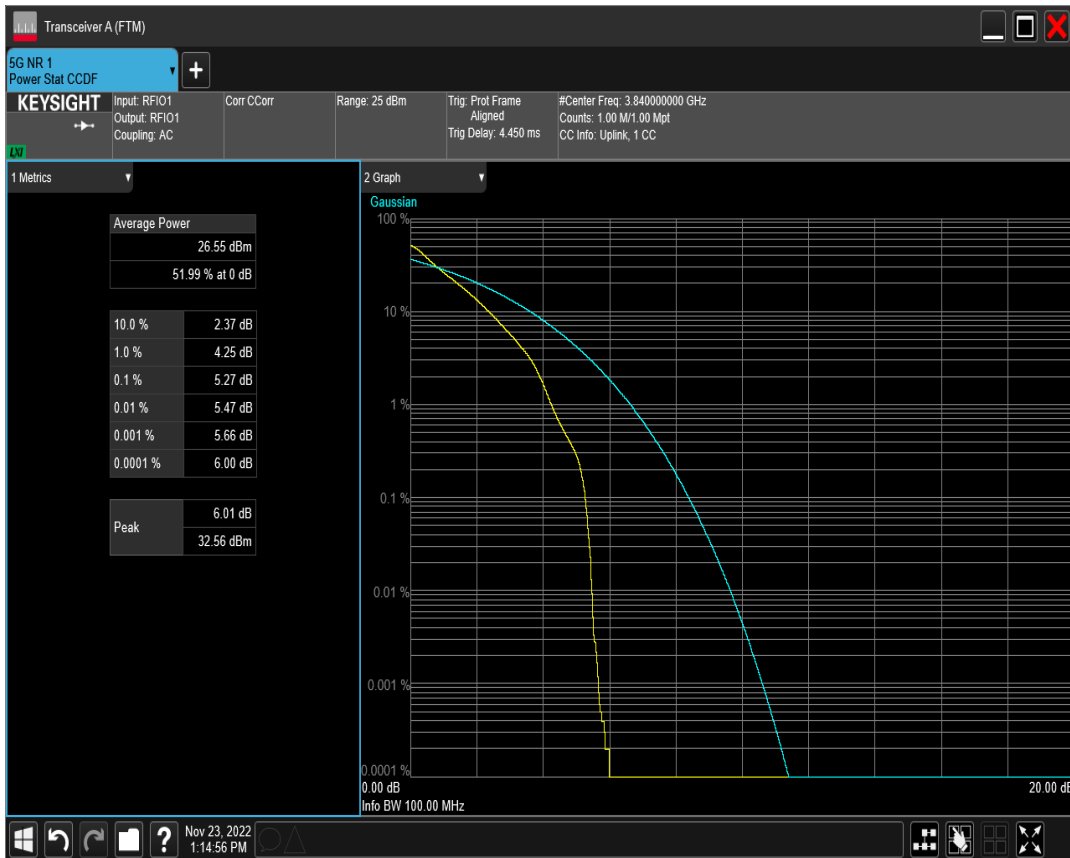 Transceiver A (FTM)
5G NR 1
Power Stat CCDF
+
KEYSIGHT
LXI
Input: RFIO1
Output: RFIO1
Coupling: AC
Corr CCorr
Range: 25 dBm
Trig: Prot Frame
Aligned
Trig Delay: 4.450 ms
#Center Freq: 3.840000000 GHz
Counts: 1.00 M/1.00 Mpt
CC Info: Uplink, 1 CC
1 Metrics
Average Power
26.55 dBm
51.99 % at 0 dB
10.0 % 2.37 dB
1.0 % 4.25 dB
0.1 % 5.27 dB
0.01 % 5.47 dB
0.001 % 5.66 dB
0.0001 % 6.00 dB
Peak
6.01 dB
32.56 dBm
2 Graph
Gaussian
100 %
10 %
1 %
0.1 %
0.01 %
0.001 %
0.0001 %
0.00 dB 20.00 dB
Info BW 100.00 MHz
?
Nov 23, 2022
1:14:56 PM